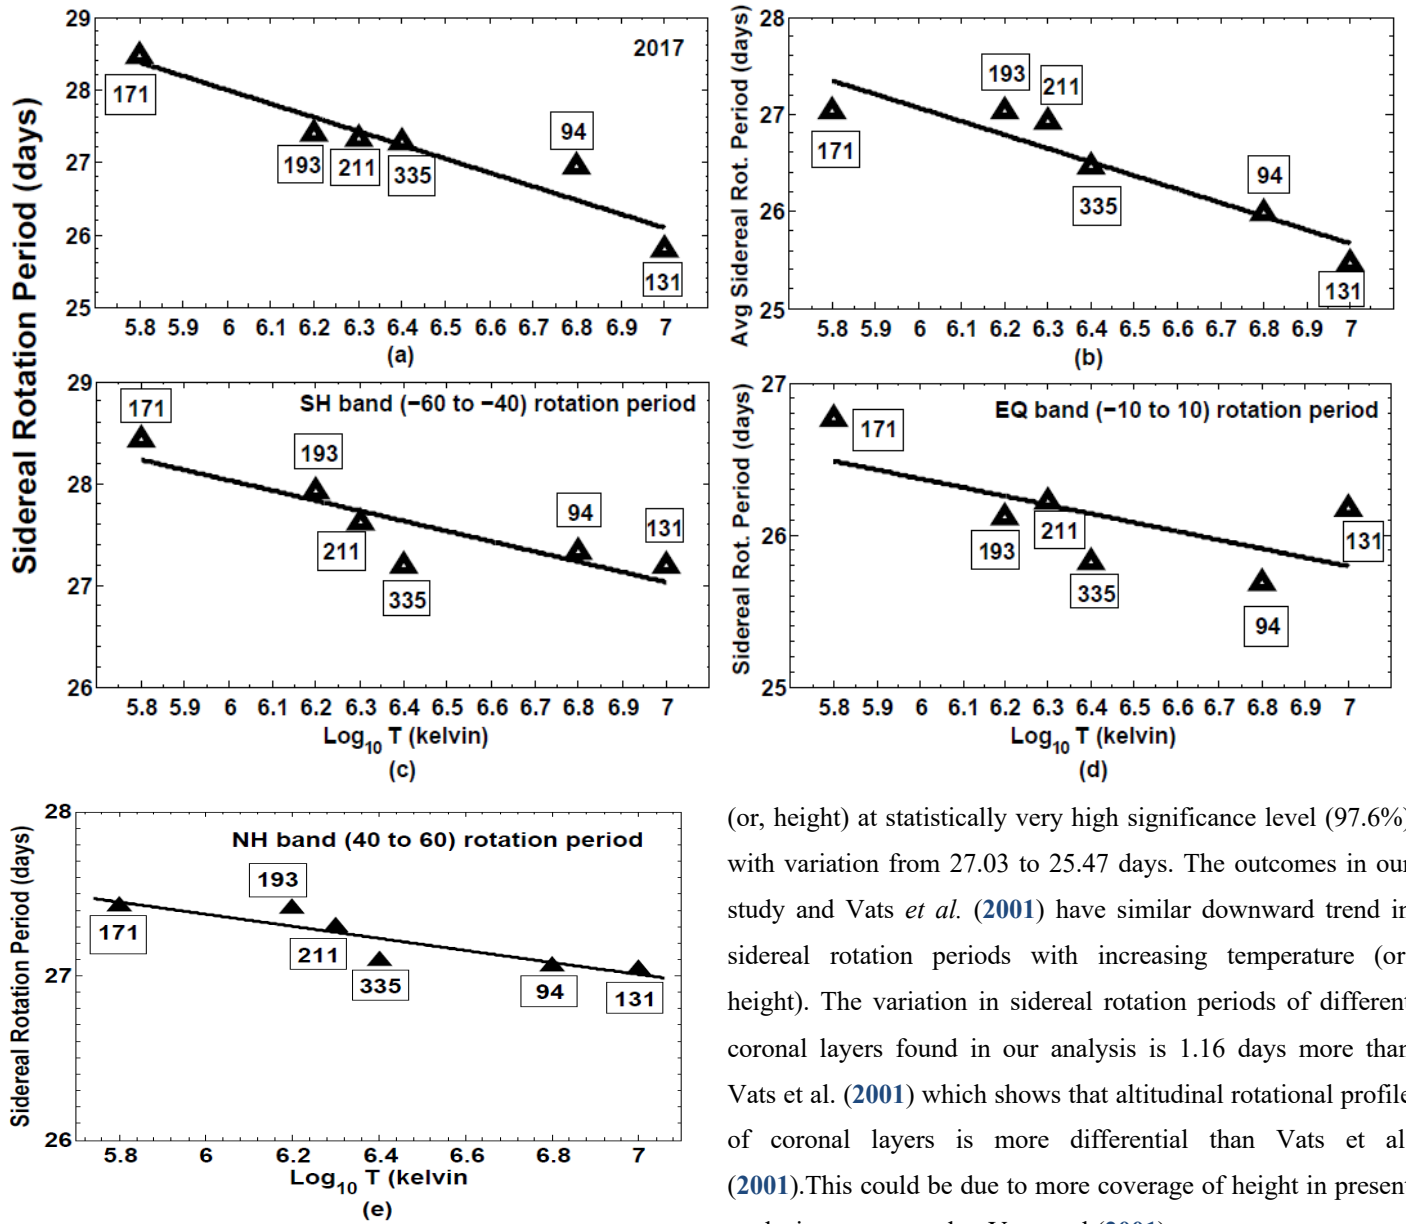 29
28
27
26
25
Sidereal Rotation Period (days)
2017
171
193
211
335
94
131
5.8 5.9 6 6.1 6.2 6.3 6.4 6.5 6.6 6.7 6.8 6.9 7
(a)
28
27
26
25
Avg Sidereal Rot. Period (days)
171
193
211
335
94
131
5.8 5.9 6 6.1 6.2 6.3 6.4 6.5 6.6 6.7 6.8 6.9 7
(b)
29
28
27
26
SH band (−60 to −40) rotation period
171
193
211
335
94
131
5.8 5.9 6 6.1 6.2 6.3 6.4 6.5 6.6 6.7 6.8 6.9 7
Log10 T (kelvin)
(c)
27
26
25
Sidereal Rot. Period (days)
EQ band (−10 to 10) rotation period
171
193
211
335
94
131
5.8 5.9 6 6.1 6.2 6.3 6.4 6.5 6.6 6.7 6.8 6.9 7
Log10 T (kelvin)
(d)
28
27
26
Sidereal Rotation Period (days)
NH band (40 to 60) rotation period
171
193
211
335
94
131
5.8 6 6.2 6.4 6.6 6.8 7
Log10 T (kelvin
(e)
(or, height) at statistically very high significance level (97.6%)
with variation from 27.03 to 25.47 days. The outcomes in our
study and Vats et al. (2001) have similar downward trend in
sidereal rotation periods with increasing temperature (or
height). The variation in sidereal rotation periods of different
coronal layers found in our analysis is 1.16 days more than
Vats et al. (2001) which shows that altitudinal rotational profile
of coronal layers is more differential than Vats et al
(2001).This could be due to more coverage of height in present